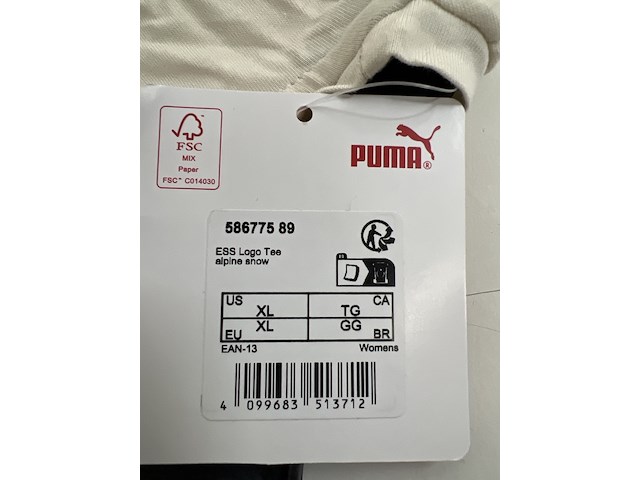 FSC
MIX
Paper
FSC™ C014030
PUMA®
586775 89
ESS Logo Tee
alpine snow
US XL TG CA
EU XL GG BR
EAN-13 Womens
4 099683 513712